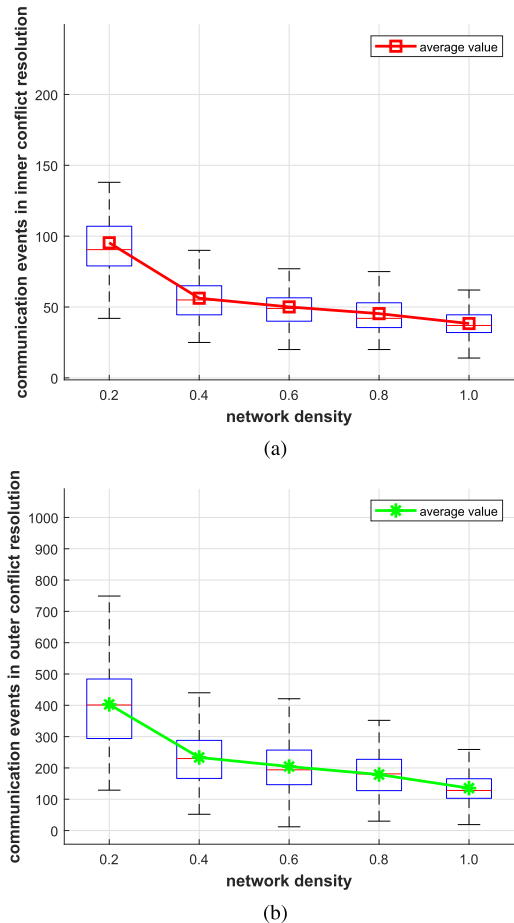 average value
communication events in inner conflict resolution
200
150
100
50
0
0.2 0.4 0.6 0.8 1.0
network density
(a)
average value
communication events in outer conflict resolution
1000
900
800
700
600
500
400
300
200
100
0
0.2 0.4 0.6 0.8 1.0
network density
(b)